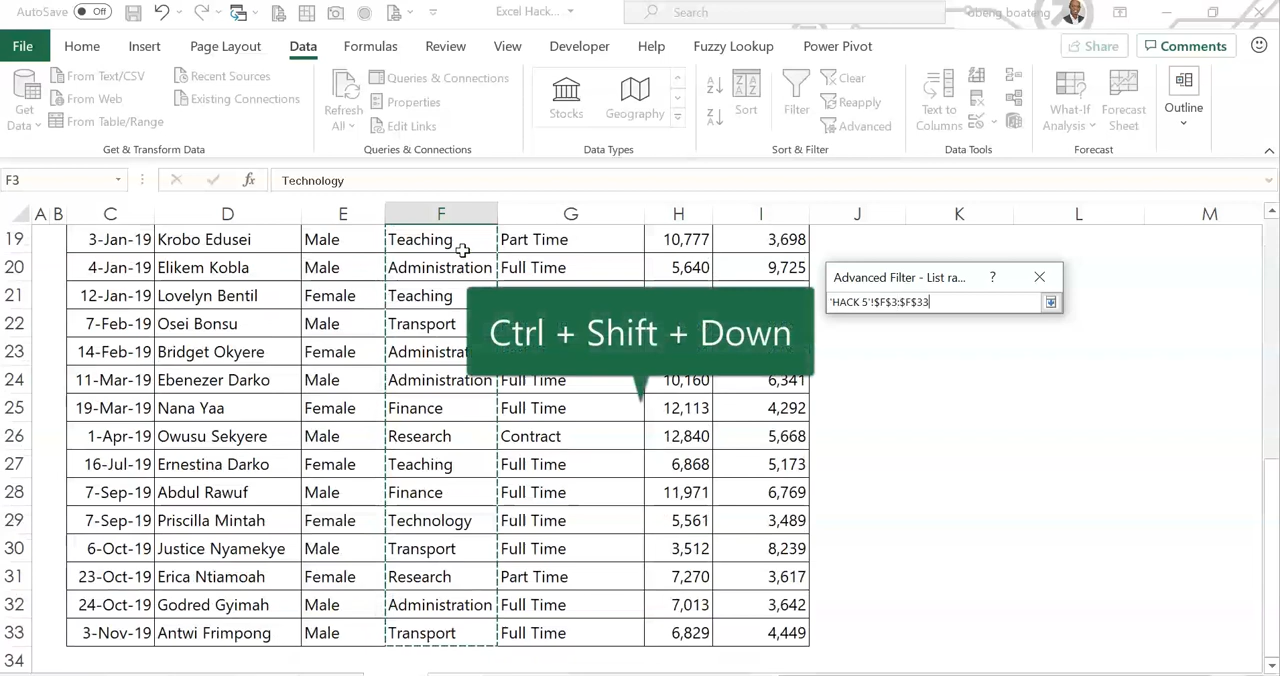 AutoSave Off Excel Hack... Search obeng boateng
File Home Insert Page Layout Data Formulas Review View Developer Help Fuzzy Lookup Power Pivot Share Comments
Get Data
From Text/CSV
From Web
From Table/Range
Recent Sources
Existing Connections
Get & Transform Data
Refresh All
Queries & Connections
Properties
Edit Links
Queries & Connections
Stocks Geography
Data Types
Sort Filter
Clear
Reapply
Advanced
Sort & Filter
Text to Columns
Data Tools
What-If Analysis
Forecast Sheet
Forecast
Outline
F3 fx Technology
A B C D E F G H I J K L M
19 3-Jan-19 Krobo Edusei Male Teaching Part Time 10,777 3,698
20 4-Jan-19 Elikem Kobla Male Administration Full Time 5,640 9,725
21 12-Jan-19 Lovelyn Bentil Female Teaching
22 7-Feb-19 Osei Bonsu Male Transport
23 14-Feb-19 Bridget Okyere Female
24 11-Mar-19 Ebenezer Darko Male Administration Full Time 10,160 6,341
25 19-Mar-19 Nana Yaa Female Finance Full Time 12,113 4,292
26 1-Apr-19 Owusu Sekyere Male Research Contract 12,840 5,668
27 16-Jul-19 Ernestina Darko Female Teaching Full Time 6,868 5,173
28 7-Sep-19 Abdul Rawuf Male Finance Full Time 11,971 6,769
29 7-Sep-19 Priscilla Mintah Female Technology Full Time 5,561 3,489
30 6-Oct-19 Justice Nyamekye Male Transport Full Time 3,512 8,239
31 23-Oct-19 Erica Ntiamoah Female Research Part Time 7,270 3,617
32 24-Oct-19 Godred Gyimah Male Administration Full Time 7,013 3,642
33 3-Nov-19 Antwi Frimpong Male Transport Full Time 6,829 4,449
34
Ctrl + Shift + Down
Advanced Filter - List ra... ?
'HACK 5'!$F$3:$F$33